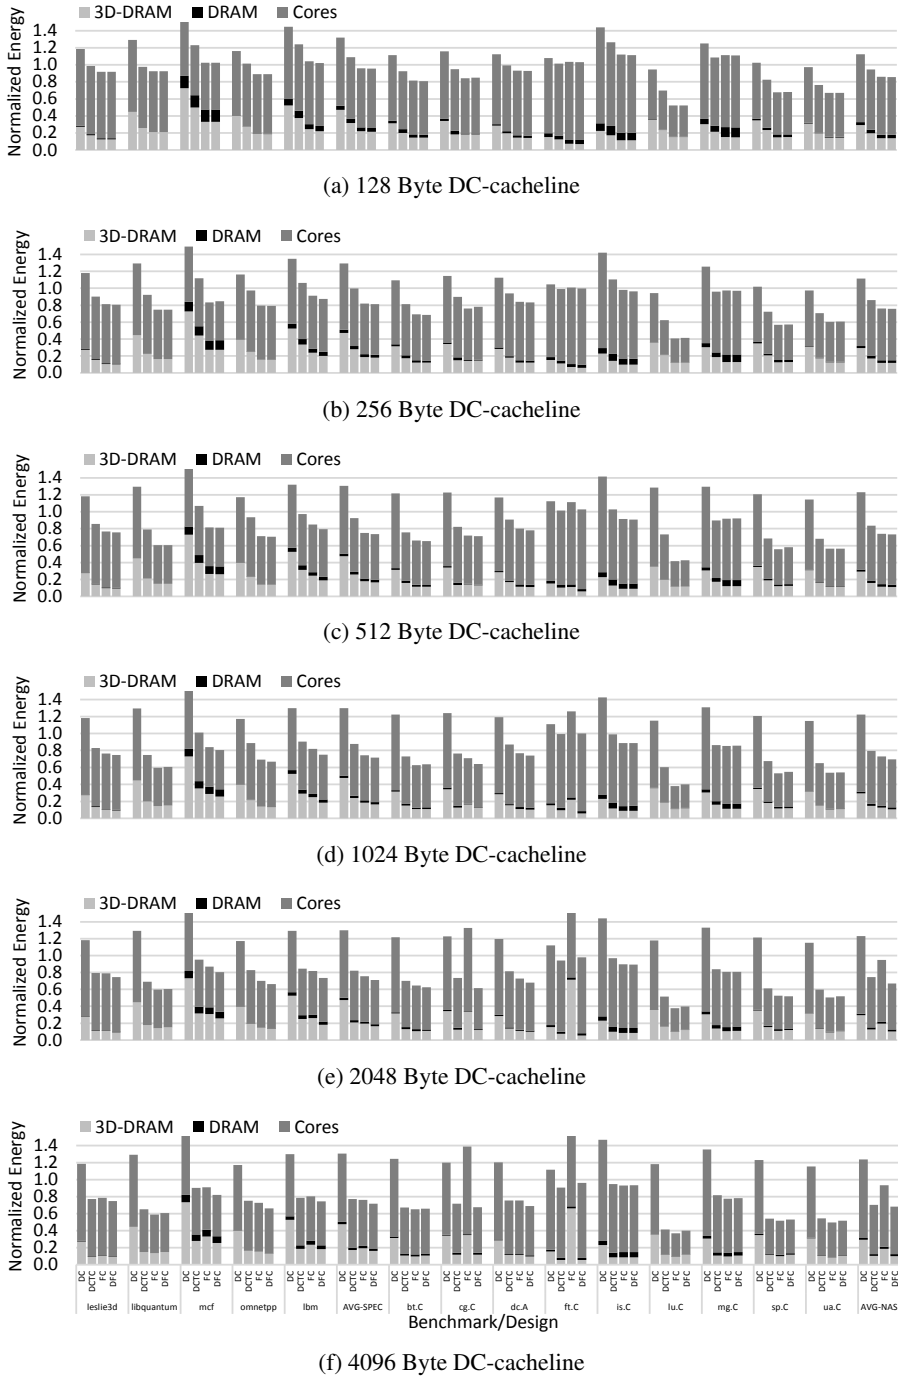 3D-DRAM DRAM Cores
Normalized Energy
1.4
1.2
1.0
0.8
0.6
0.4
0.2
0.0
(a) 128 Byte DC-cacheline
3D-DRAM DRAM Cores
Normalized Energy
1.4
1.2
1.0
0.8
0.6
0.4
0.2
0.0
(b) 256 Byte DC-cacheline
3D-DRAM DRAM Cores
Normalized Energy
1.4
1.2
1.0
0.8
0.6
0.4
0.2
0.0
(c) 512 Byte DC-cacheline
3D-DRAM DRAM Cores
Normalized Energy
1.4
1.2
1.0
0.8
0.6
0.4
0.2
0.0
(d) 1024 Byte DC-cacheline
3D-DRAM DRAM Cores
Normalized Energy
1.4
1.2
1.0
0.8
0.6
0.4
0.2
0.0
(e) 2048 Byte DC-cacheline
3D-DRAM DRAM Cores
Normalized Energy
1.4
1.2
1.0
0.8
0.6
0.4
0.2
0.0
leslie3d libquantum mcf omnetpp lbm AVG-SPEC bt.C cg.C dc.A ft.C is.C lu.C mg.C sp.C ua.C AVG-NAS
Benchmark/Design
(f) 4096 Byte DC-cacheline